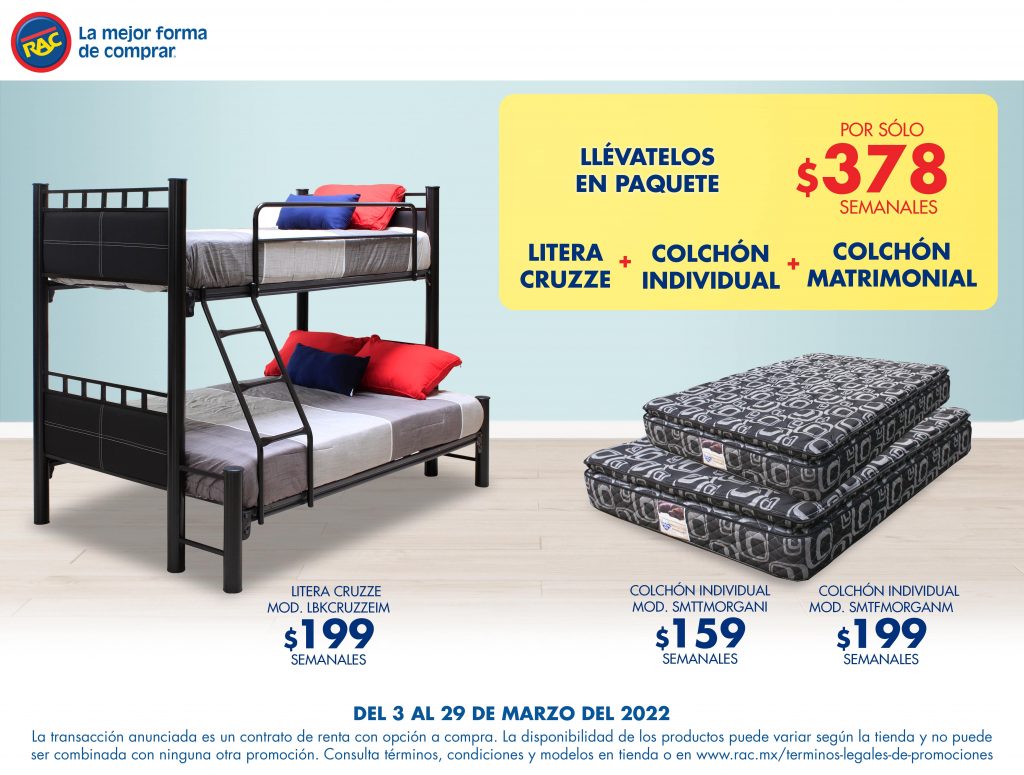 RAC
La mejor forma
de comprar.
LLÉVATELOS
EN PAQUETE
POR SÓLO
$378
SEMANALES
LITERA
CRUZZE
+
COLCHÓN
INDIVIDUAL
+
COLCHÓN
MATRIMONIAL
LITERA CRUZZE
MOD. LBKCRUZZEIM
$199
SEMANALES
COLCHÓN INDIVIDUAL
MOD. SMTTMORGANI
$159
SEMANALES
COLCHÓN INDIVIDUAL
MOD. SMTFMORGANM
$199
SEMANALES
DEL 3 AL 29 DE MARZO DEL 2022
La transacción anunciada es un contrato de renta con opción a compra. La disponibilidad de los productos puede variar según la tienda y no puede
ser combinada con ninguna otra promoción. Consulta términos, condiciones y modelos en tienda o en www.rac.mx/terminos-legales-de-promociones